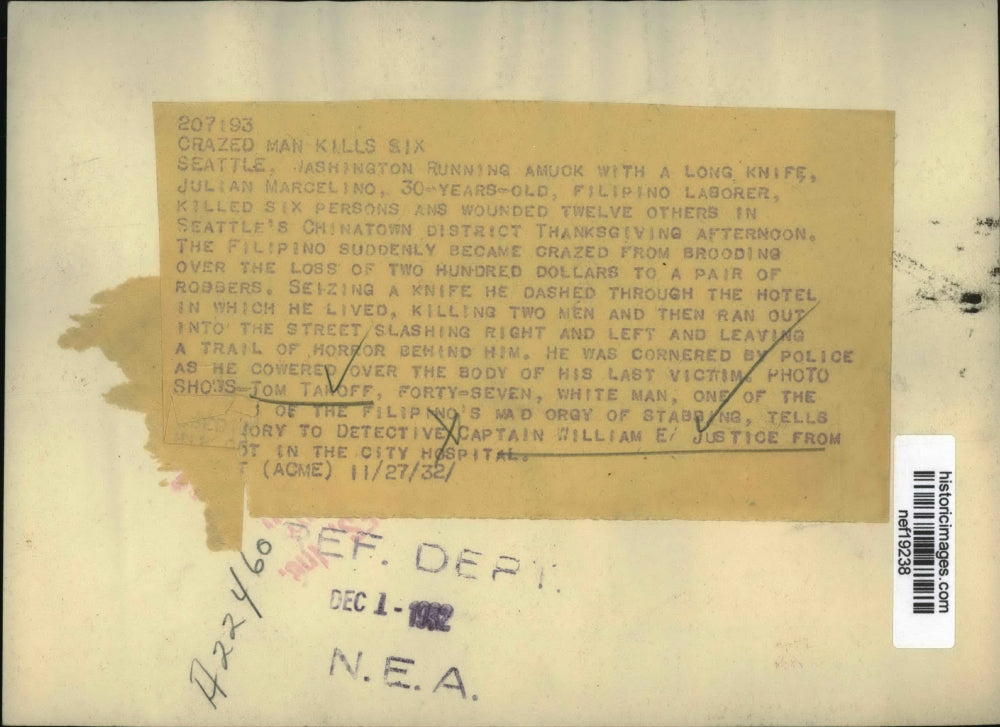 207193
CRAZED MAN KILLS SIX
SEATTLE, WASHINGTON RUNNING AMUCK WITH A LONG KNIFE,
JULIAN MARCELINO, 30-YEARS-OLD, FILIPINO LABORER,
KILLED SIX PERSONS ANS WOUNDED TWELVE OTHERS IN
SEATTLE'S CHINATOWN DISTRICT THANKSGIVING AFTERNOON.
THE FILIPINO SUDDENLY BECAME CRAZED FROM BROODING
OVER THE LOSS OF TWO HUNDRED DOLLARS TO A PAIR OF
ROBBERS. SEIZING A KNIFE HE DASHED THROUGH THE HOTEL
IN WHICH HE LIVED, KILLING TWO MEN AND THEN RAN OUT
INTO THE STREET SLASHING RIGHT AND LEFT AND LEAVING
A TRAIL OF HORROR BEHIND HIM. HE WAS CORNERED BY POLICE
AS HE COWERED OVER THE BODY OF HIS LAST VICTIM. PHOTO
SHOWS-TOM TAKOFF, FORTY-SEVEN, WHITE MAN, ONE OF THE
OF THE FILIPINO'S MAD ORGY OF STABBING, TELLS
ORY TO DETECTIVE CAPTAIN WILLIAM E/ JUSTICE FROM
OT IN THE CITY HOSPITAL.
T (ACME) 11/27/32/
REF. DEPT.
DEC 1-1932
N.E.A.
A22460
historicimages.com
nef19238